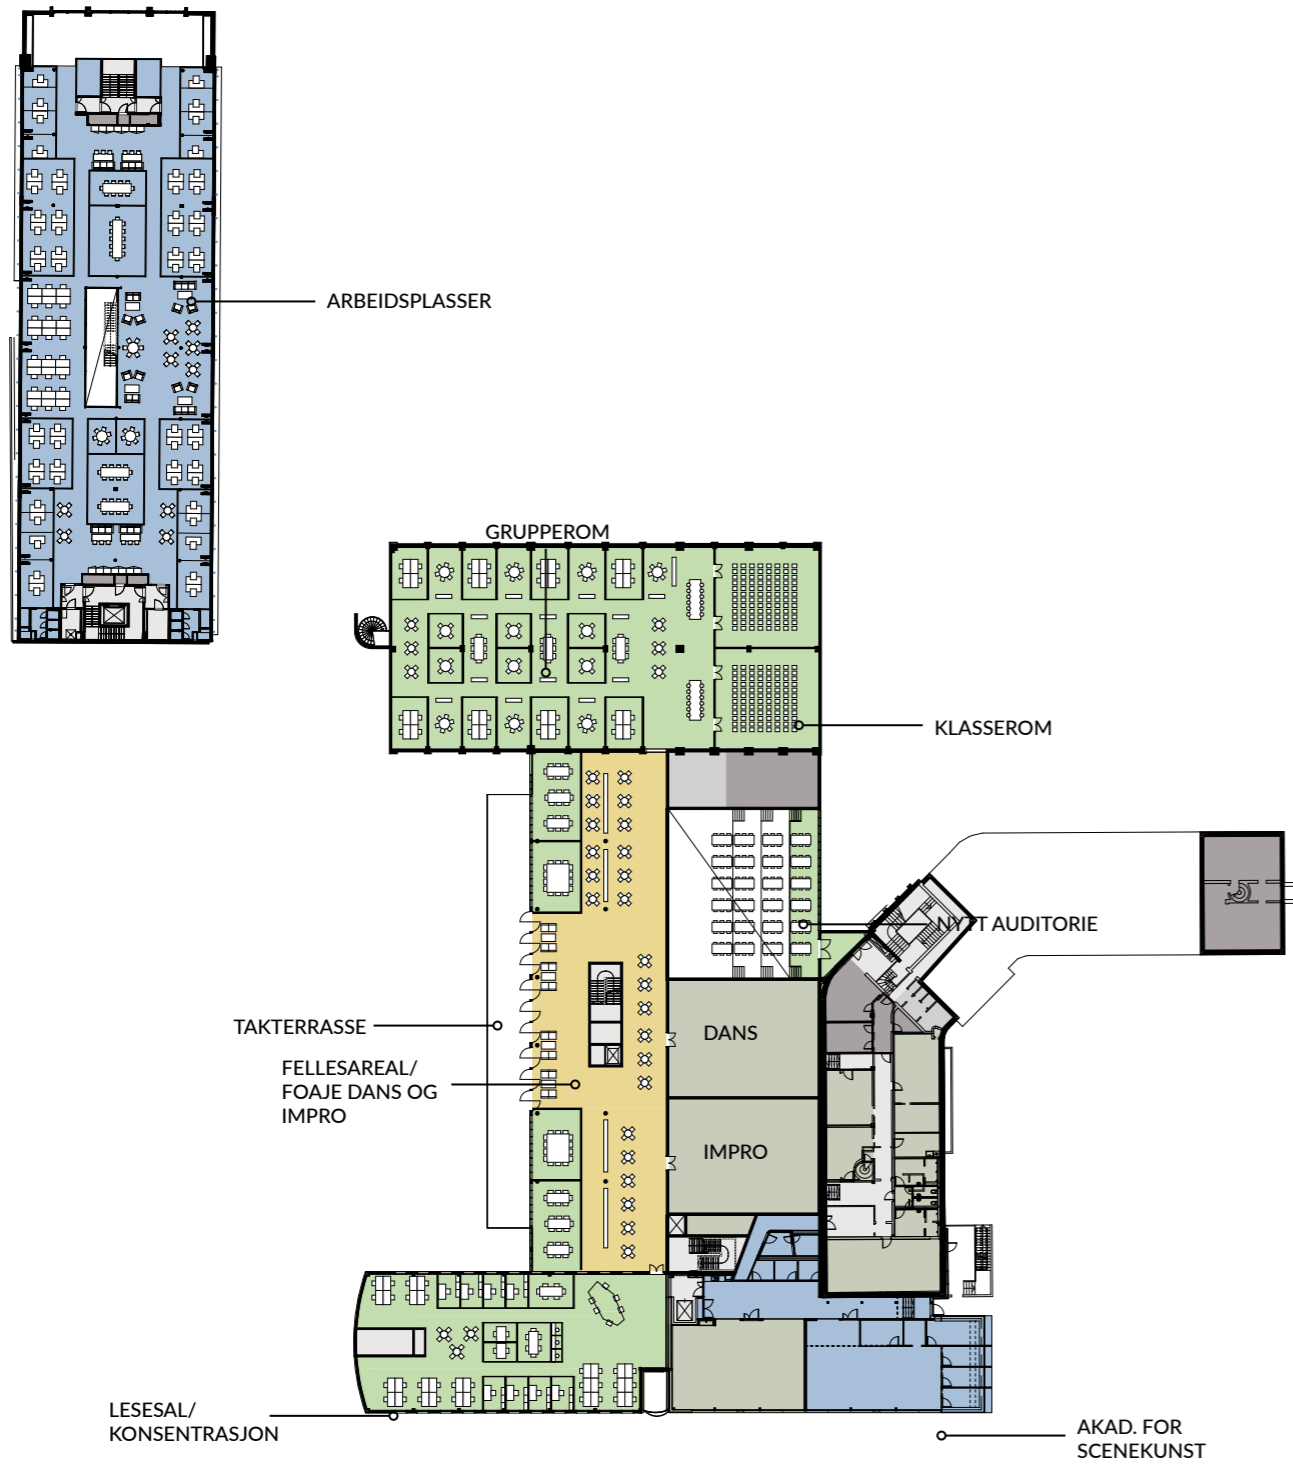 ARBEIDSPLASSER
GRUPPEROM
KLASSEROM
NYTT AUDITORIE
TAKTERRASSE
DANS
FELLESAREAL/
FOAJE DANS OG
IMPRO
IMPRO
LESESAL/
KONSENTRASJON
AKAD. FOR
SCENEKUNST